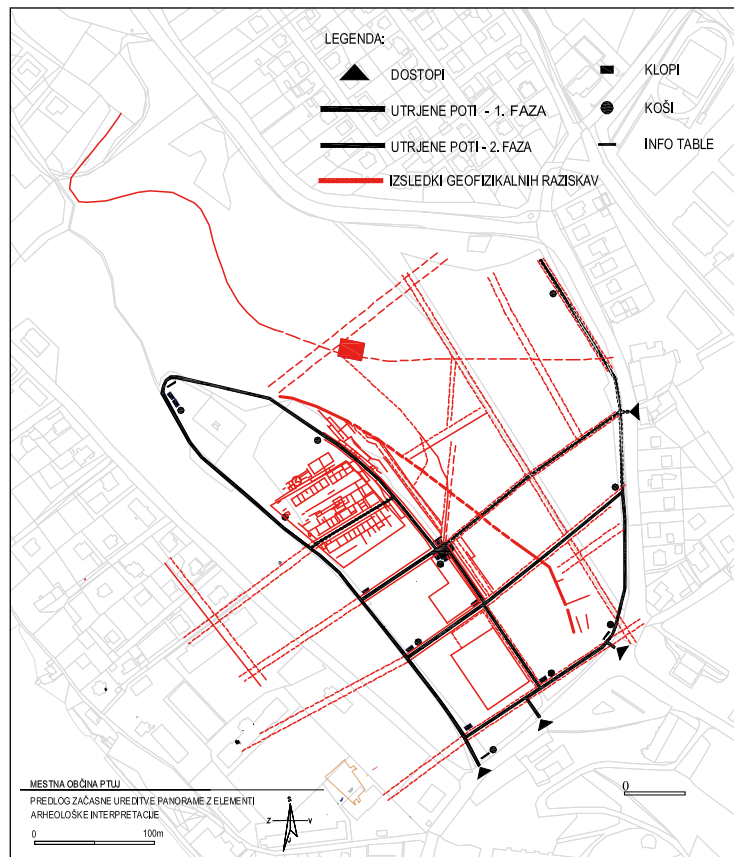 LEGENDA:
DOSTOPI
UTRJENE POTI - 1. FAZA
UTRJENE POTI - 2. FAZA
IZSLEDKI GEOFIZIKALNIH RAZISKAV
KLOPI
KOŠI
INFO TABLE
MESTNA OBČINA PTUJ
PREDLOG ZAČASNE UREDITVE PANORAME Z ELEMENTI
ARHEOLOŠKE INTERPRETACIJE
0 100m
S
Z V
J
0